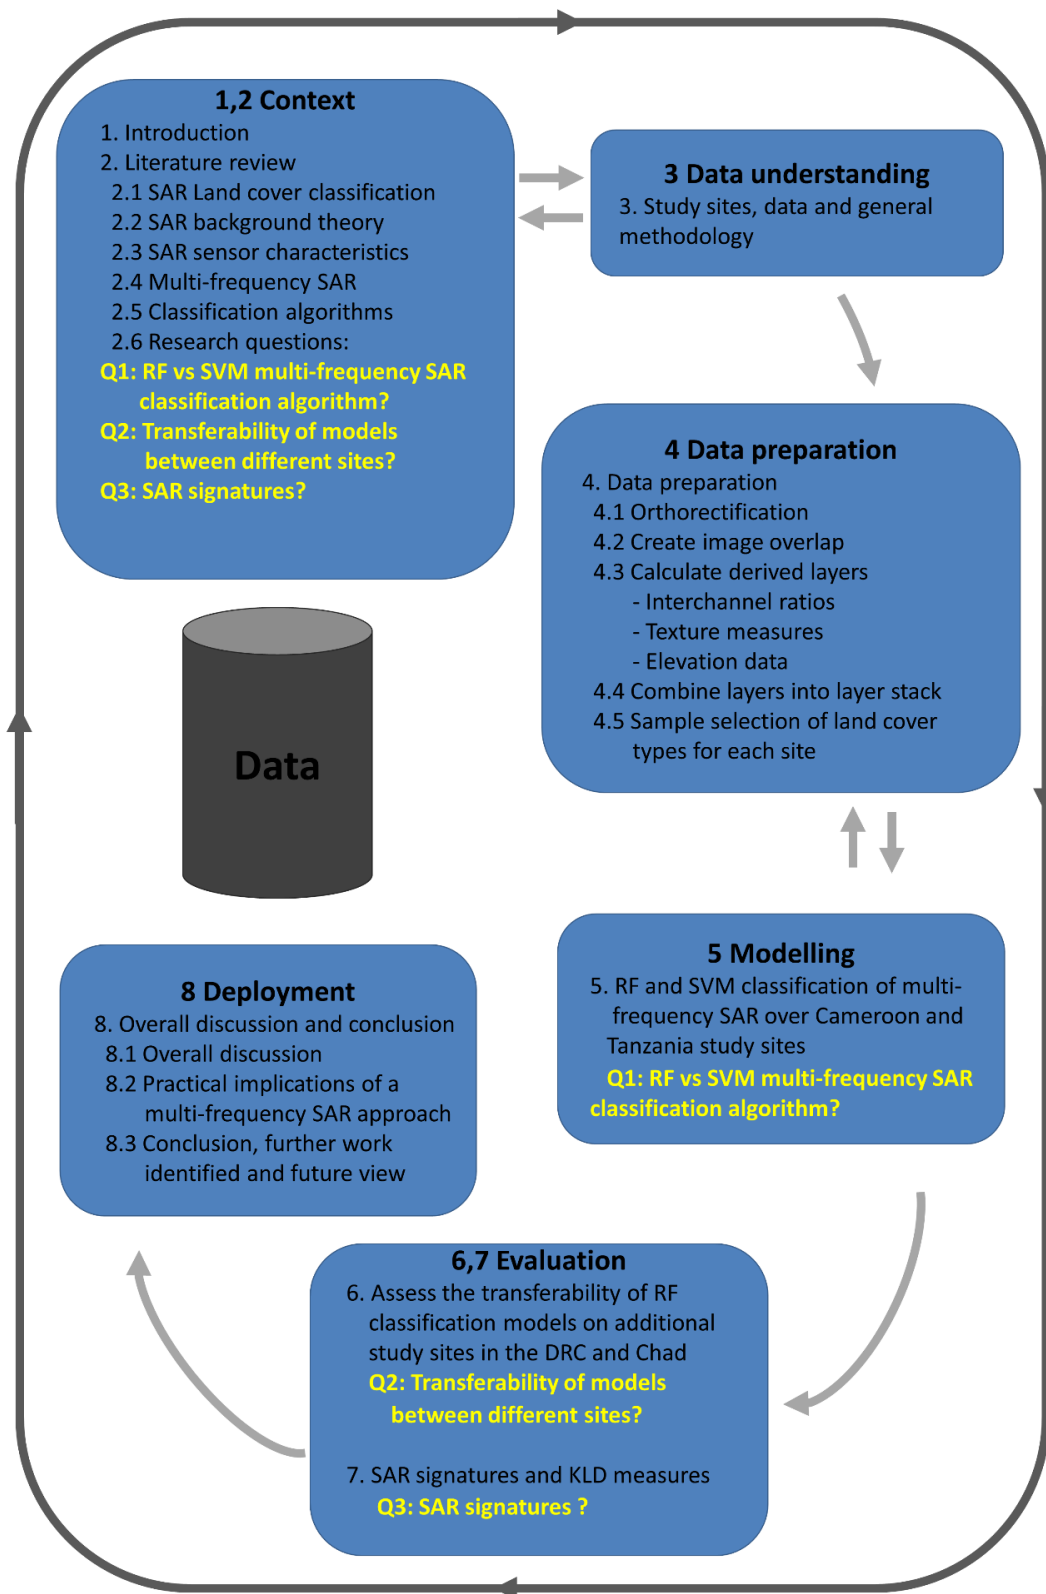 1,2 Context
1. Introduction
2. Literature review
2.1 SAR Land cover classification
2.2 SAR background theory
2.3 SAR sensor characteristics
2.4 Multi-frequency SAR
2.5 Classification algorithms
2.6 Research questions:
Q1: RF vs SVM multi-frequency SAR
classification algorithm?
Q2: Transferability of models
between different sites?
Q3: SAR signatures?
3 Data understanding
3. Study sites, data and general
methodology
4 Data preparation
4. Data preparation
4.1 Orthorectification
4.2 Create image overlap
4.3 Calculate derived layers
- Interchannel ratios
- Texture measures
- Elevation data
4.4 Combine layers into layer stack
4.5 Sample selection of land cover
types for each site
Data
5 Modelling
5. RF and SVM classification of multi-
frequency SAR over Cameroon and
Tanzania study sites
Q1: RF vs SVM multi-frequency SAR
classification algorithm?
6,7 Evaluation
6. Assess the transferability of RF
classification models on additional
study sites in the DRC and Chad
Q2: Transferability of models
between different sites?
7. SAR signatures and KLD measures
Q3: SAR signatures ?
8 Deployment
8. Overall discussion and conclusion
8.1 Overall discussion
8.2 Practical implications of a
multi-frequency SAR approach
8.3 Conclusion, further work
identified and future view